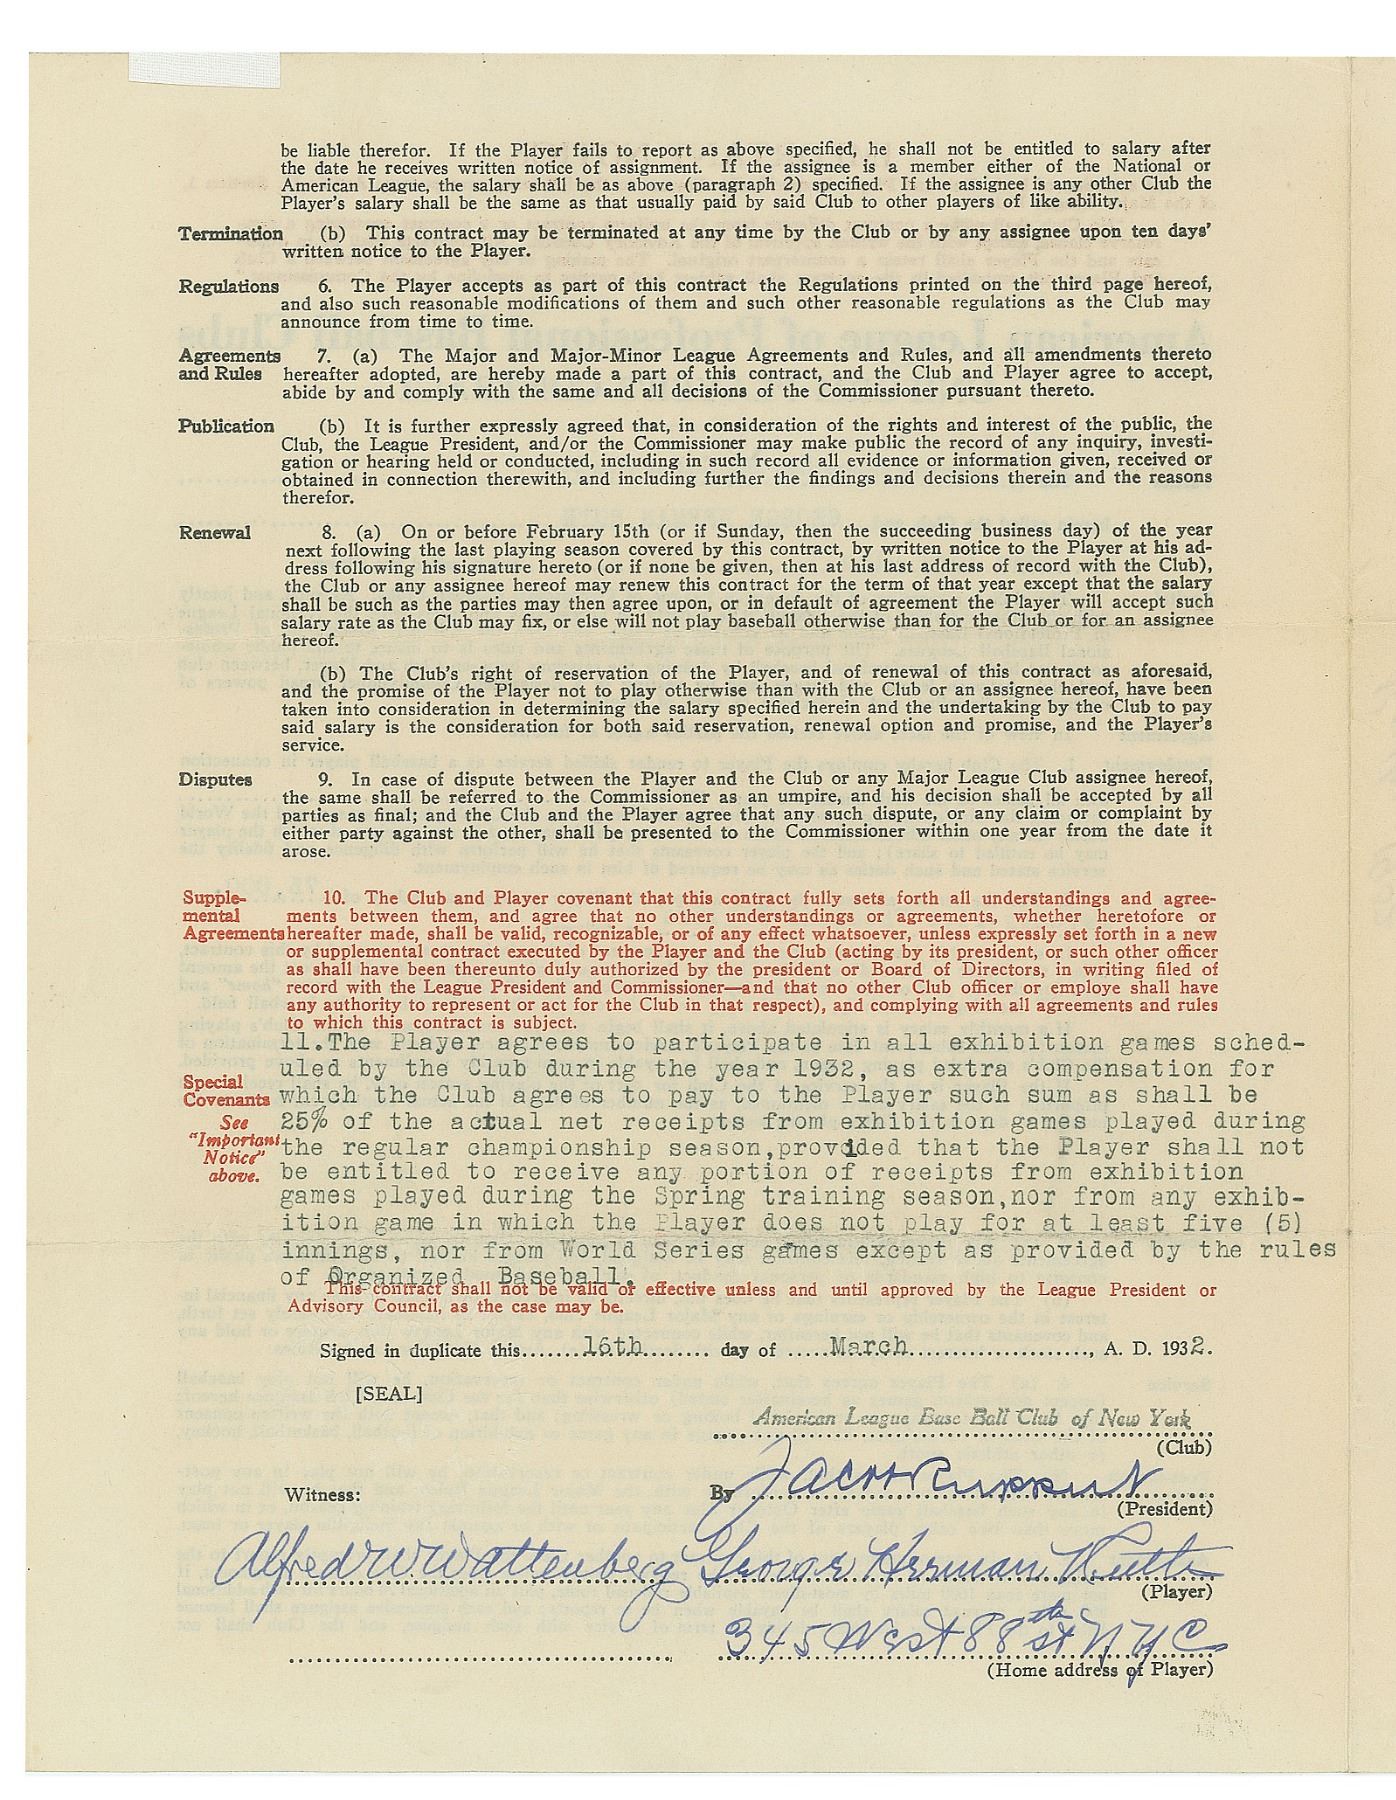 be liable therefor. If the Player fails to report as above specified, he shall not be entitled to salary after
the date he receives written notice of assignment. If the assignee is a member either of the National or
American League, the salary shall be as above (paragraph 2) specified. If the assignee is any other Club the
Player's salary shall be the same as that usually paid by said Club to other players of like ability.
Termination (b) This contract may be terminated at any time by the Club or by any assignee upon ten days'
written notice to the Player.
Regulations 6. The Player accepts as part of this contract the Regulations printed on the third page hereof,
and also such reasonable modifications of them and such other reasonable regulations as the Club may
announce from time to time.
Agreements 7. (a) The Major and Major-Minor League Agreements and Rules, and all amendments thereto
and Rules hereafter adopted, are hereby made a part of this contract, and the Club and Player agree to accept,
abide by and comply with the same and all decisions of the Commissioner pursuant thereto.
Publication (b) It is further expressly agreed that, in consideration of the rights and interest of the public, the
Club, the League President, and/or the Commissioner may make public the record of any inquiry, investi-
gation or hearing held or conducted, including in such record all evidence or information given, received or
obtained in connection therewith, and including further the findings and decisions therein and the reasons
therefor.
Renewal 8. (a) On or before February 15th (or if Sunday, then the succeeding business day) of the year
next following the last playing season covered by this contract, by written notice to the Player at his ad-
dress following his signature hereto (or if none be given, then at his last address of record with the Club),
the Club or any assignee hereof may renew this contract for the term of that year except that the salary
shall be such as the parties may then agree upon, or in default of agreement the Player will accept such
salary rate as the Club may fix, or else will not play baseball otherwise than for the Club or for an assignee
hereof.
(b) The Club's right of reservation of the Player, and of renewal of this contract as aforesaid,
and the promise of the Player not to play otherwise than with the Club or an assignee hereof, have been
taken into consideration in determining the salary specified herein and the undertaking by the Club to pay
said salary is the consideration for both said reservation, renewal option and promise, and the Player's
service.
Disputes 9. In case of dispute between the Player and the Club or any Major League Club assignee hereof,
the same shall be referred to the Commissioner as an umpire, and his decision shall be accepted by all
parties as final; and the Club and the Player agree that any such dispute, or any claim or complaint by
either party against the other, shall be presented to the Commissioner within one year from the date it
arose.
Supple- 10. The Club and Player covenant that this contract fully sets forth all understandings and agree-
mental ments between them, and agree that no other understandings or agreements, whether heretofore or
Agreements hereafter made, shall be valid, recognizable, or of any effect whatsoever, unless expressly set forth in a new
or supplemental contract executed by the Player and the Club (acting by its president, or such other officer
as shall have been thereunto duly authorized by the president or Board of Directors, in writing filed of
record with the League President and Commissioner—and that no other Club officer or employe shall have
any authority to represent or act for the Club in that respect), and complying with all agreements and rules
to which this contract is subject.
11.The Player agrees to participate in all exhibition games sched-
uled by the Club during the year 1932, as extra compensation for
Special
Covenants which the Club agrees to pay to the Player such sum as shall be
See 25% of the actual net receipts from exhibition games played during
"Important the regular championship season,provided that the Player shall not
Notice" be entitled to receive any portion of receipts from exhibition
above.
games played during the Spring training season,nor from any exhib-
ition game in which the Player does not play for at least five (5)
innings, nor from World Series games except as provided by the rules
of Organized Baseball.
This contract shall not be valid or effective unless and until approved by the League President or
Advisory Council, as the case may be.
Signed in duplicate this 16th day of March, A. D. 1932.
[SEAL]
American League Base Ball Club of New York
(Club)
Witness: By Jacob Ruppert
(President)
Alfred W Wattenberg George Herman Ruth
(Player)
345 West 88th st N.Y C.
(Home address of Player)